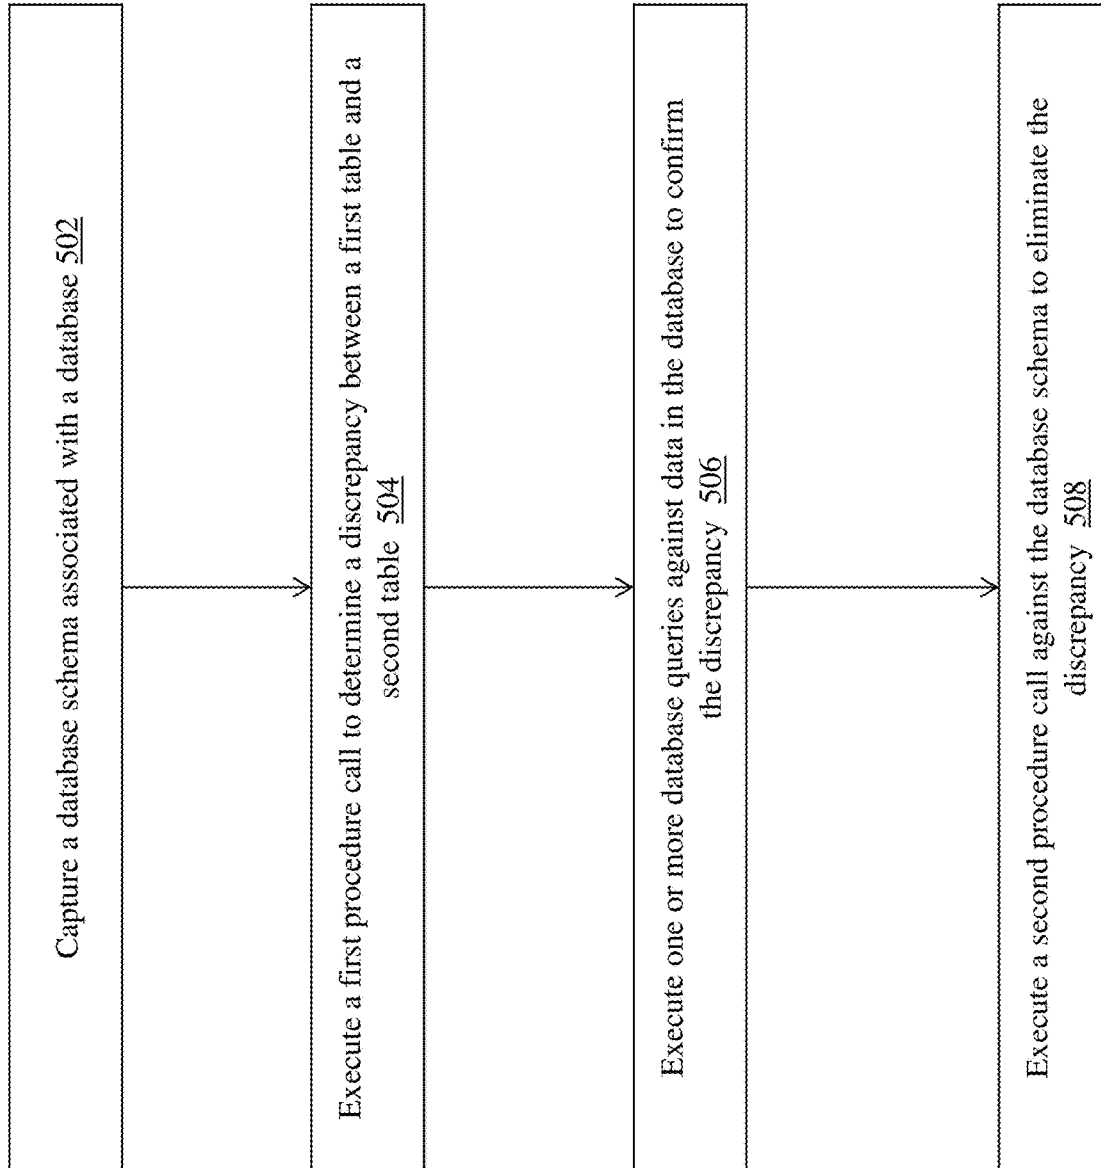 Capture a database schema associated with a database 502
Execute a first procedure call to determine a discrepancy between a first table and a
second table 504
Execute one or more database queries against data in the database to confirm
the discrepancy 506
Execute a second procedure call against the database schema to eliminate the
discrepancy 508